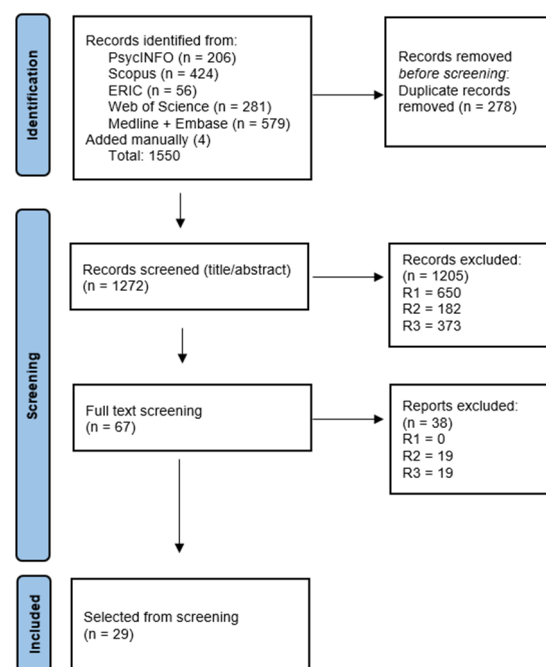 Identification
Records identified from:
PsycINFO (n = 206)
Scopus (n = 424)
ERIC (n = 56)
Web of Science (n = 281)
Medline + Embase (n = 579)
Added manually (4)
Total: 1550
Records removed
before screening:
Duplicate records
removed (n = 278)
Screening
Records screened (title/abstract)
(n = 1272)
Records excluded:
(n = 1205)
R1 = 650
R2 = 182
R3 = 373
Full text screening
(n = 67)
Reports excluded:
(n = 38)
R1 = 0
R2 = 19
R3 = 19
Included
Selected from screening
(n = 29)